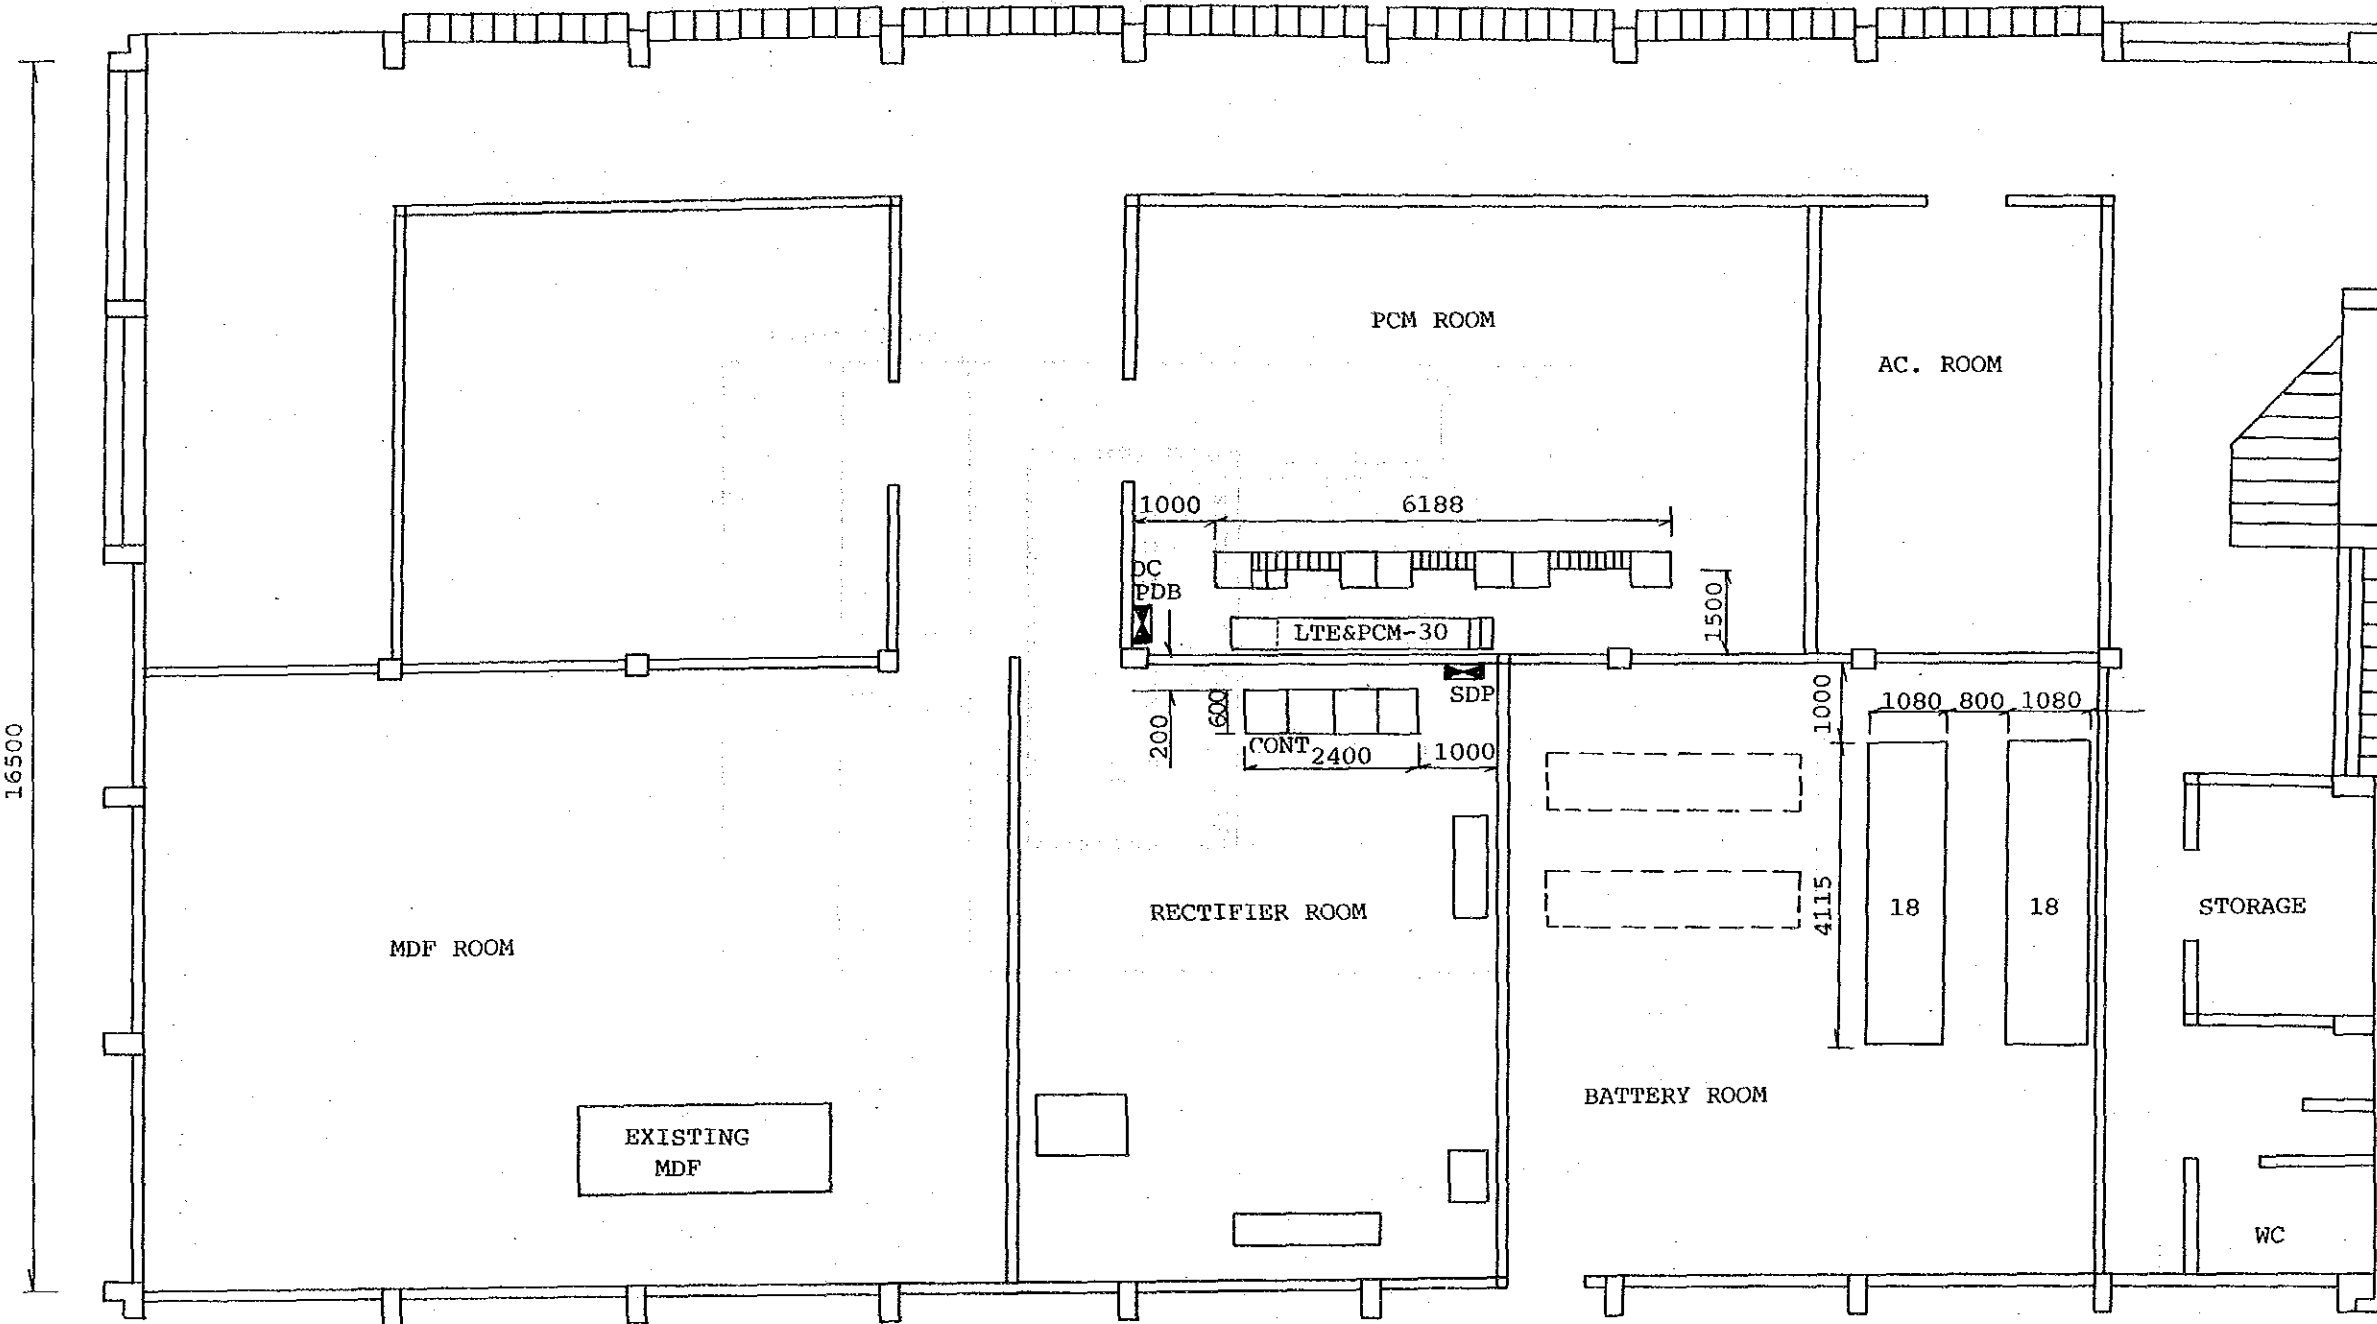 PCM ROOM
AC. ROOM
1000
6188
DC
PDB
1500
LTE&PCM-30
SDP
600
200
CONT
2400
1000
1000
1080
800
1080
16500
4115
18
18
STORAGE
RECTIFIER ROOM
MDF ROOM
BATTERY ROOM
EXISTING
MDF
WC